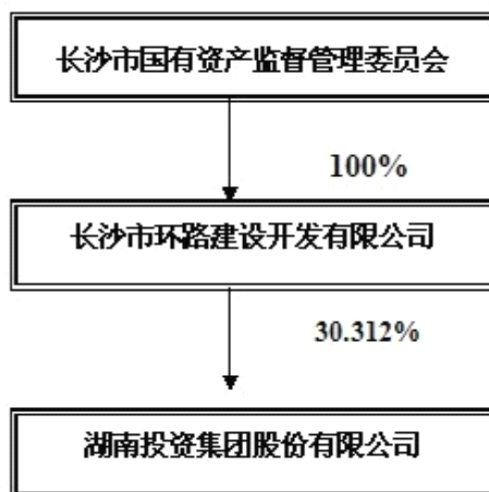 长沙市国有资产监督管理委员会
100%
长沙市环路建设开发有限公司
30.312%
湖南投资集团股份有限公司